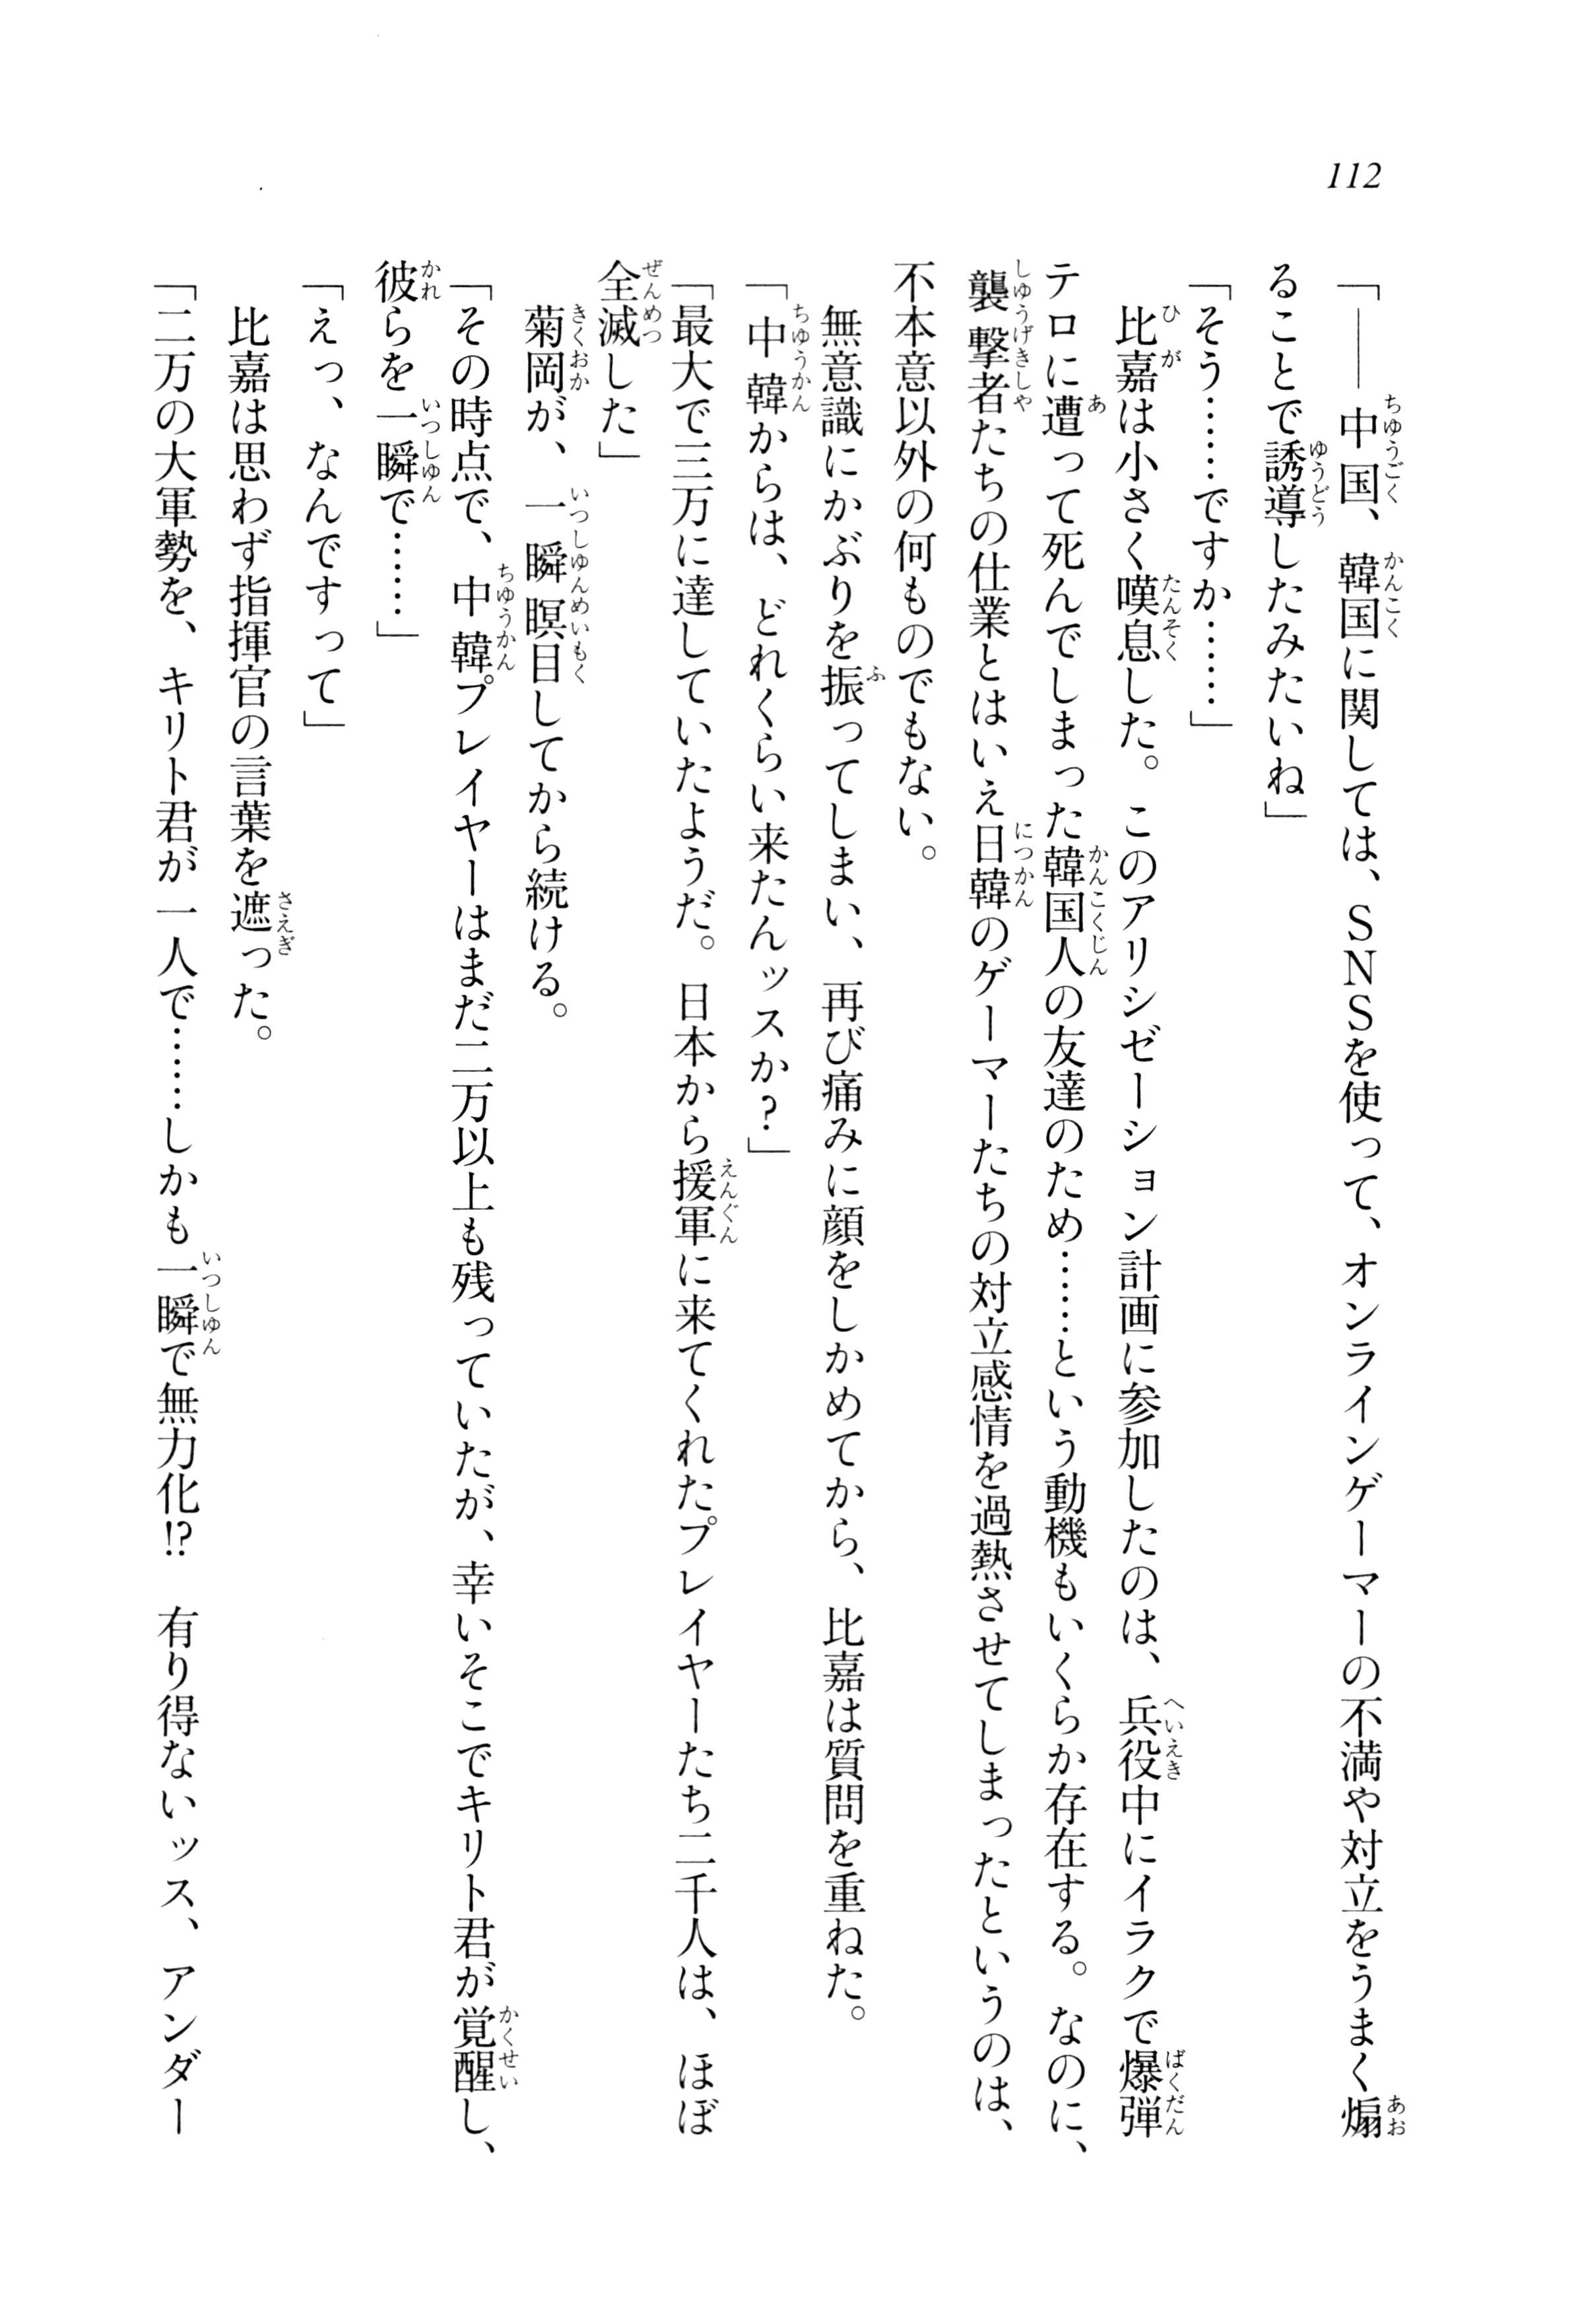 112
「――中国、韓国に関しては、SNSを使って、オンラインゲーマーの不満や対立をうまく煽
ることで誘導したみたいね」
「そう……ですか……」
比嘉は小さく嘆息した。このアリシゼーション計画に参加したのは、兵役中にイラクで爆弾
テロに遭って死んでしまった韓国人の友達のため……という動機もいくらか存在する。なのに、
襲撃者たちの仕業とはいえ日韓のゲーマーたちの対立感情を過熱させてしまったというのは、
不本意以外の何ものでもない。
無意識にかぶりを振ってしまい、再び痛みに顔をしかめてから、比嘉は質問を重ねた。
「中韓からは、どれくらい来たんッスか?」
「最大で三万に達していたようだ。日本から援軍に来てくれたプレイヤーたち二千人は、ほぼ
全滅した」
菊岡が、一瞬瞑目してから続ける。
「その時点で、中韓プレイヤーはまだ二万以上も残っていたが、幸いそこでキリト君が覚醒し、
彼らを一瞬で……」
「えっ、なんですって」
比嘉は思わず指揮官の言葉を遮った。
「二万の大軍勢を、キリト君が一人で……しかも一瞬で無力化!?　有り得ないッス、アンダー